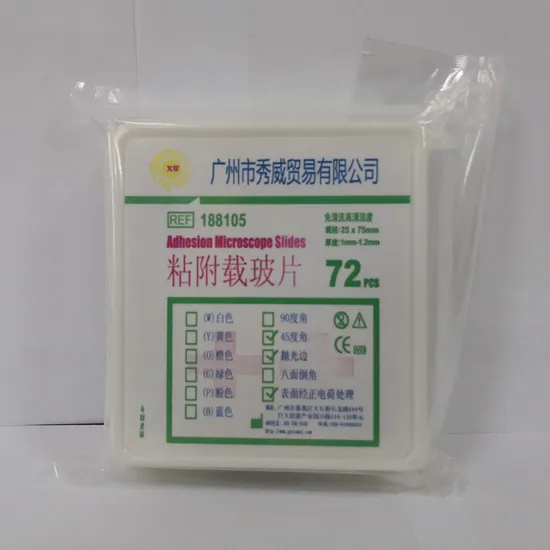 XW
广州市秀威贸易有限公司
REF 188105
免清洗高清洁度
规格:25 x 75mm
厚度:1mm-1.2mm
Adhesion Microscope Slides
粘附载玻片 72 PCS
(W)白色 90度角
(Y)黄色 45度角
(O)橙色 抛光边
(G)绿色 八面倒角
(P)粉色 表面经正电荷处理
(B)蓝色
CE IVD